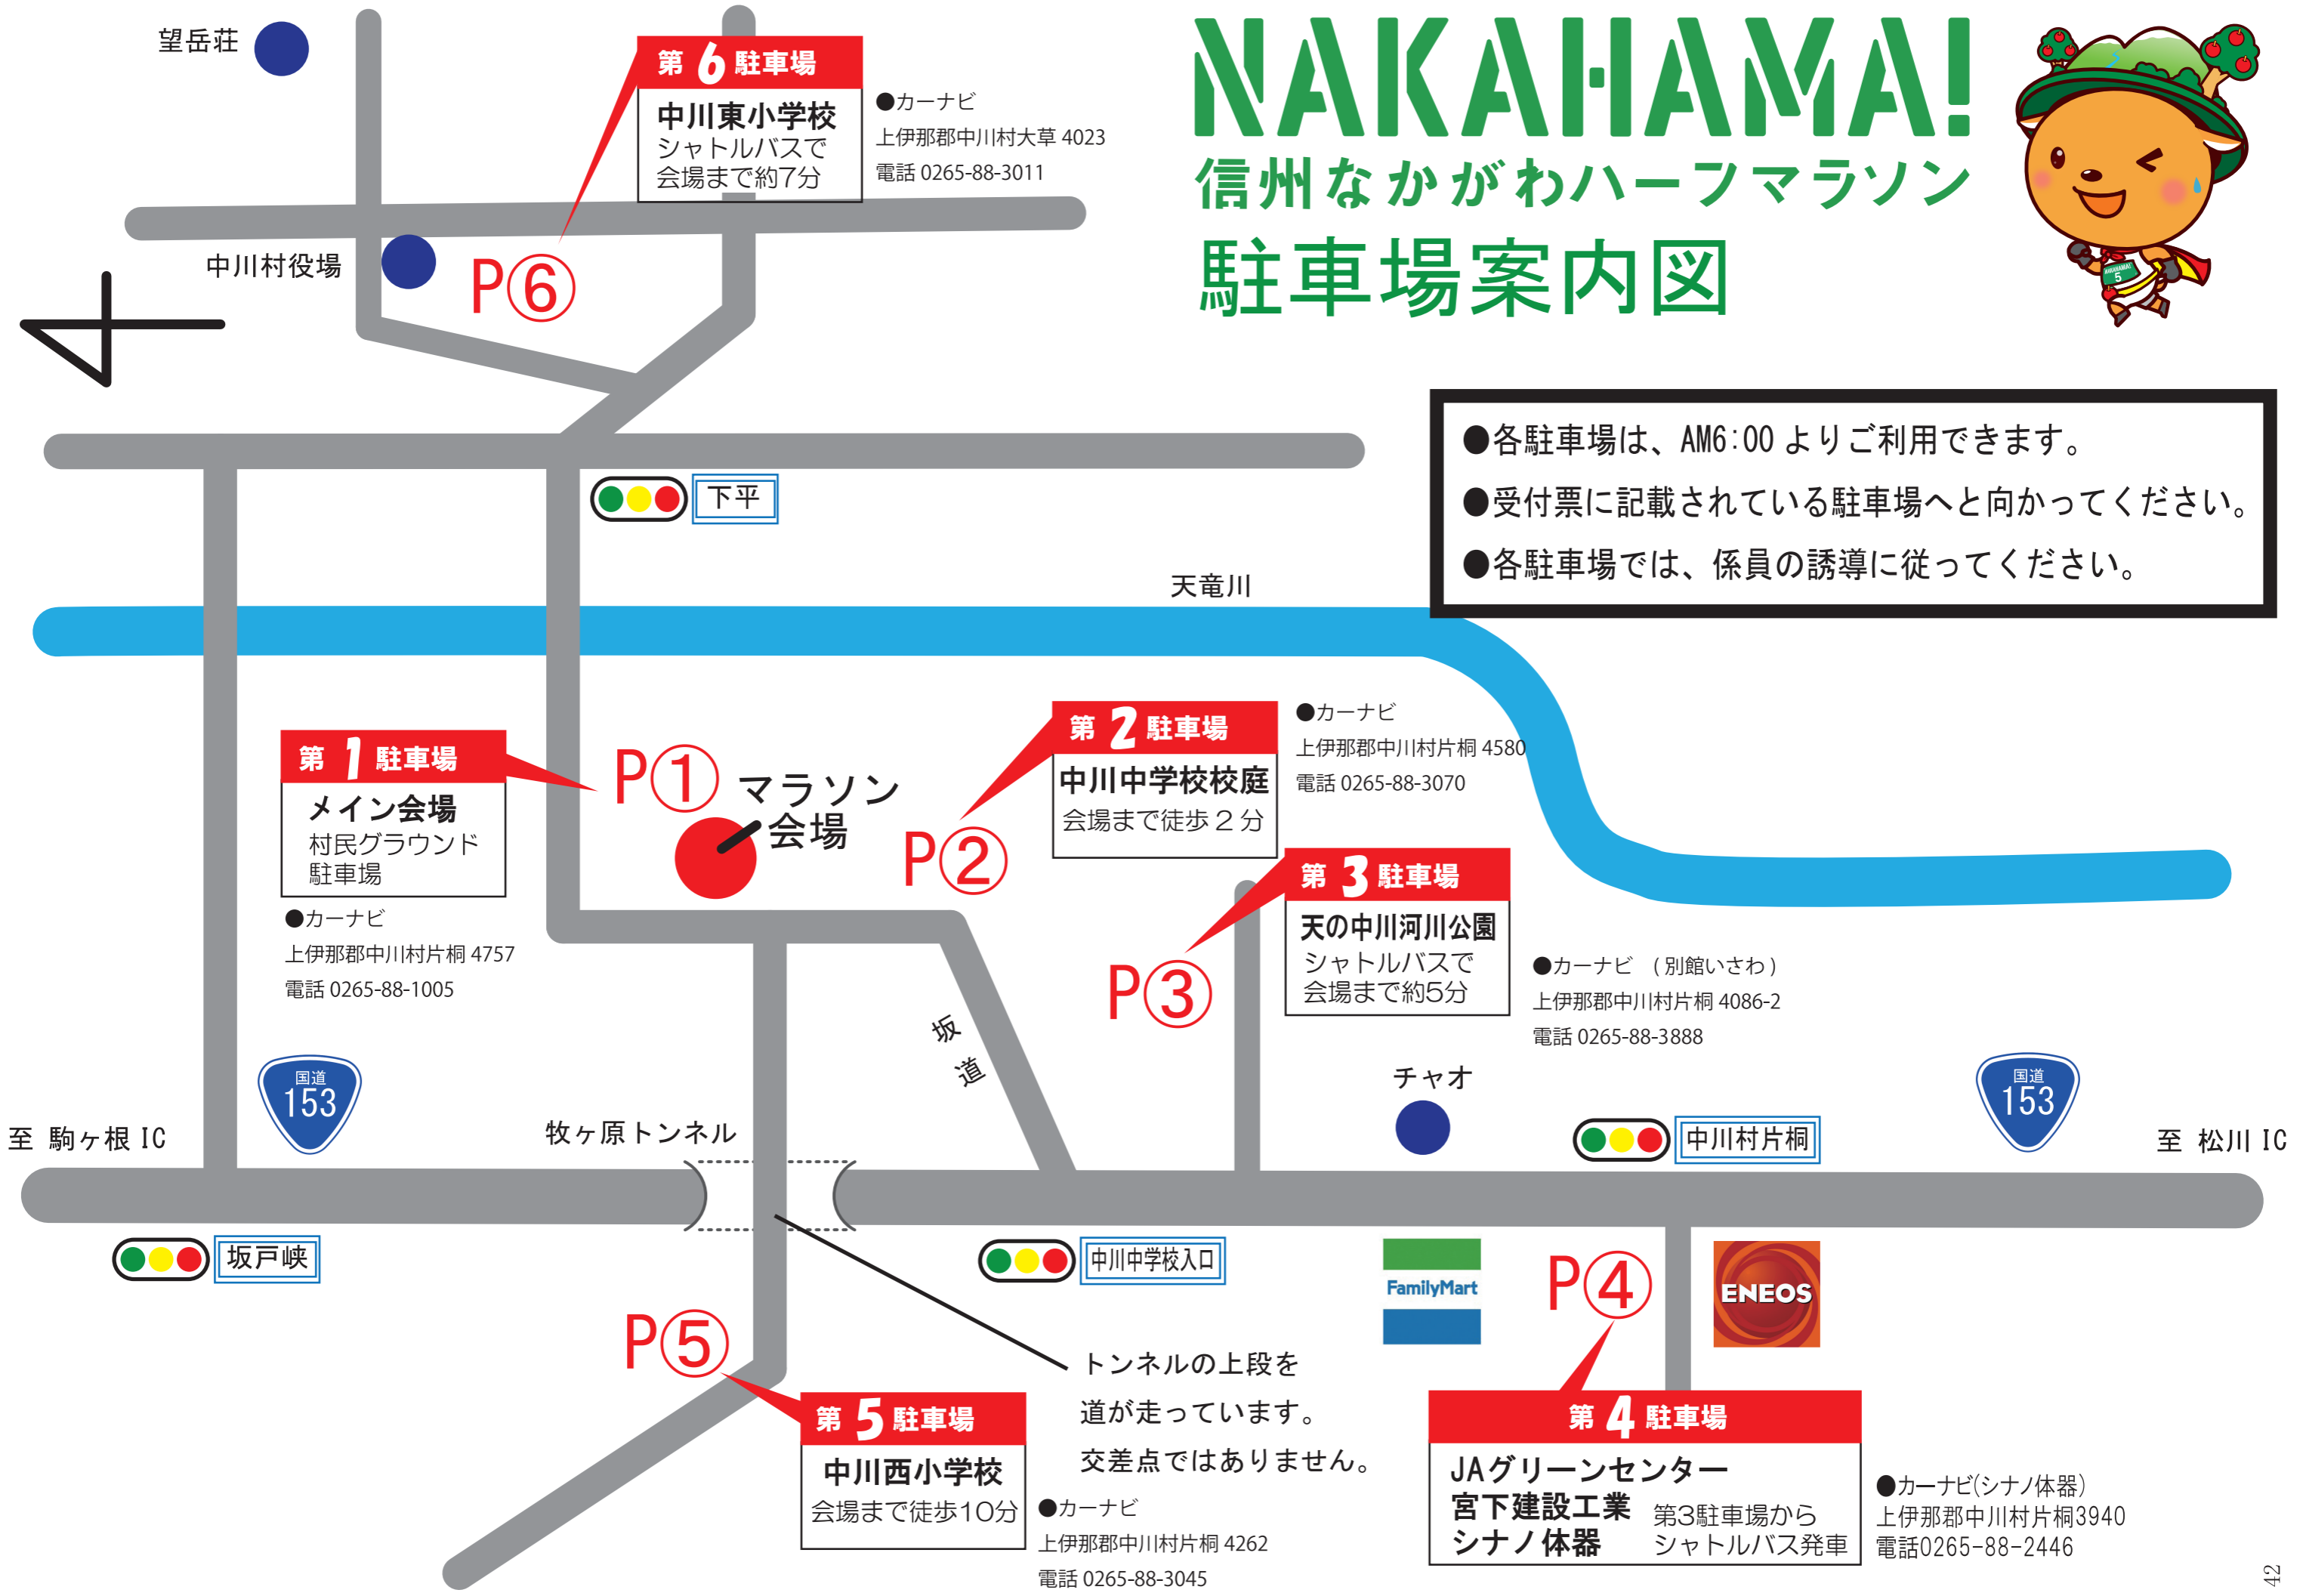 NAKAHAMA!
信州なかがわハーフマラソン
駐車場案内図
NAKAHAMA!
5
望岳荘
第6駐車場
中川東小学校
シャトルバスで
会場まで約7分
●カーナビ
上伊那郡中川村大草 4023
電話 0265-88-3011
中川村役場
P⑥
●各駐車場は、AM6:00 よりご利用できます。
●受付票に記載されている駐車場へと向かってください。
●各駐車場では、係員の誘導に従ってください。
下平
天竜川
第1駐車場
メイン会場
村民グラウンド
駐車場
●カーナビ
上伊那郡中川村片桐 4757
電話 0265-88-1005
P①
マラソン
会場
P②
第2駐車場
中川中学校校庭
会場まで徒歩 2 分
●カーナビ
上伊那郡中川村片桐 4580
電話 0265-88-3070
P③
第3駐車場
天の中川河川公園
シャトルバスで
会場まで約5分
●カーナビ (別館いさわ)
上伊那郡中川村片桐 4086-2
電話 0265-88-3888
坂道
チャオ
国道
153
国道
153
至 駒ヶ根 IC
牧ヶ原トンネル
中川村片桐
至 松川 IC
坂戸峡
中川中学校入口
FamilyMart
P④
ENEOS
P⑤
トンネルの上段を
道が走っています。
交差点ではありません。
第5駐車場
中川西小学校
会場まで徒歩10分
●カーナビ
上伊那郡中川村片桐 4262
電話 0265-88-3045
第4駐車場
JAグリーンセンター
宮下建設工業
シナノ体器
第3駐車場から
シャトルバス発車
●カーナビ(シナノ体器)
上伊那郡中川村片桐3940
電話0265-88-2446
42